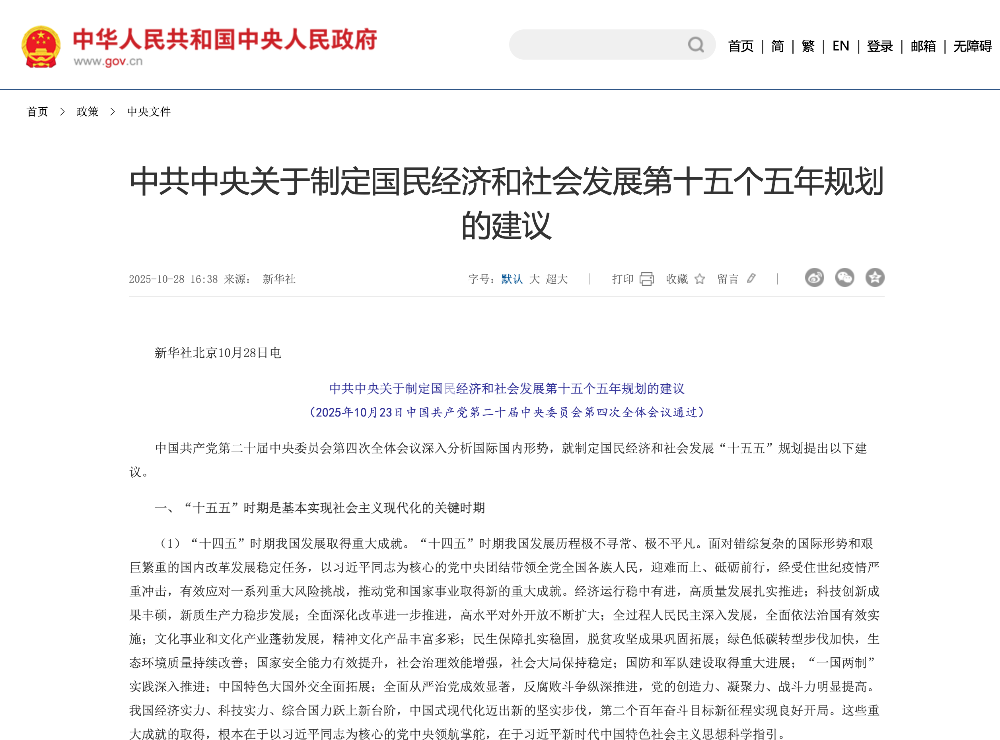 中华人民共和国中央人民政府
www.gov.cn
首页 | 简 | 繁 | EN | 登录 | 邮箱 | 无障碍
首页 > 政策 > 中央文件
中共中央关于制定国民经济和社会发展第十五个五年规划
的建议
2025-10-28 16:38 来源： 新华社 字号：默认 大 超大 | 打印 收藏 留言 |
新华社北京10月28日电
中共中央关于制定国民经济和社会发展第十五个五年规划的建议
（2025年10月23日中国共产党第二十届中央委员会第四次全体会议通过）
中国共产党第二十届中央委员会第四次全体会议深入分析国际国内形势，就制定国民经济和社会发展“十五五”规划提出以下建
议。
一、“十五五”时期是基本实现社会主义现代化的关键时期
（1）“十四五”时期我国发展取得重大成就。“十四五”时期我国发展历程极不寻常、极不平凡。面对错综复杂的国际形势和艰
巨繁重的国内改革发展稳定任务，以习近平同志为核心的党中央团结带领全党全国各族人民，迎难而上、砥砺前行，经受住世纪疫情严
重冲击，有效应对一系列重大风险挑战，推动党和国家事业取得新的重大成就。经济运行稳中有进，高质量发展扎实推进；科技创新成
果丰硕，新质生产力稳步发展；全面深化改革进一步推进，高水平对外开放不断扩大；全过程人民民主深入发展，全面依法治国有效实
施；文化事业和文化产业蓬勃发展，精神文化产品丰富多彩；民生保障扎实稳固，脱贫攻坚成果巩固拓展；绿色低碳转型步伐加快，生
态环境质量持续改善；国家安全能力有效提升，社会治理效能增强，社会大局保持稳定；国防和军队建设取得重大进展；“一国两制”
实践深入推进；中国特色大国外交全面拓展；全面从严治党成效显著，反腐败斗争纵深推进，党的创造力、凝聚力、战斗力明显提高。
我国经济实力、科技实力、综合国力跃上新台阶，中国式现代化迈出新的坚实步伐，第二个百年奋斗目标新征程实现良好开局。这些重
大成就的取得，根本在于以习近平同志为核心的党中央领航掌舵，在于习近平新时代中国特色社会主义思想科学指引。